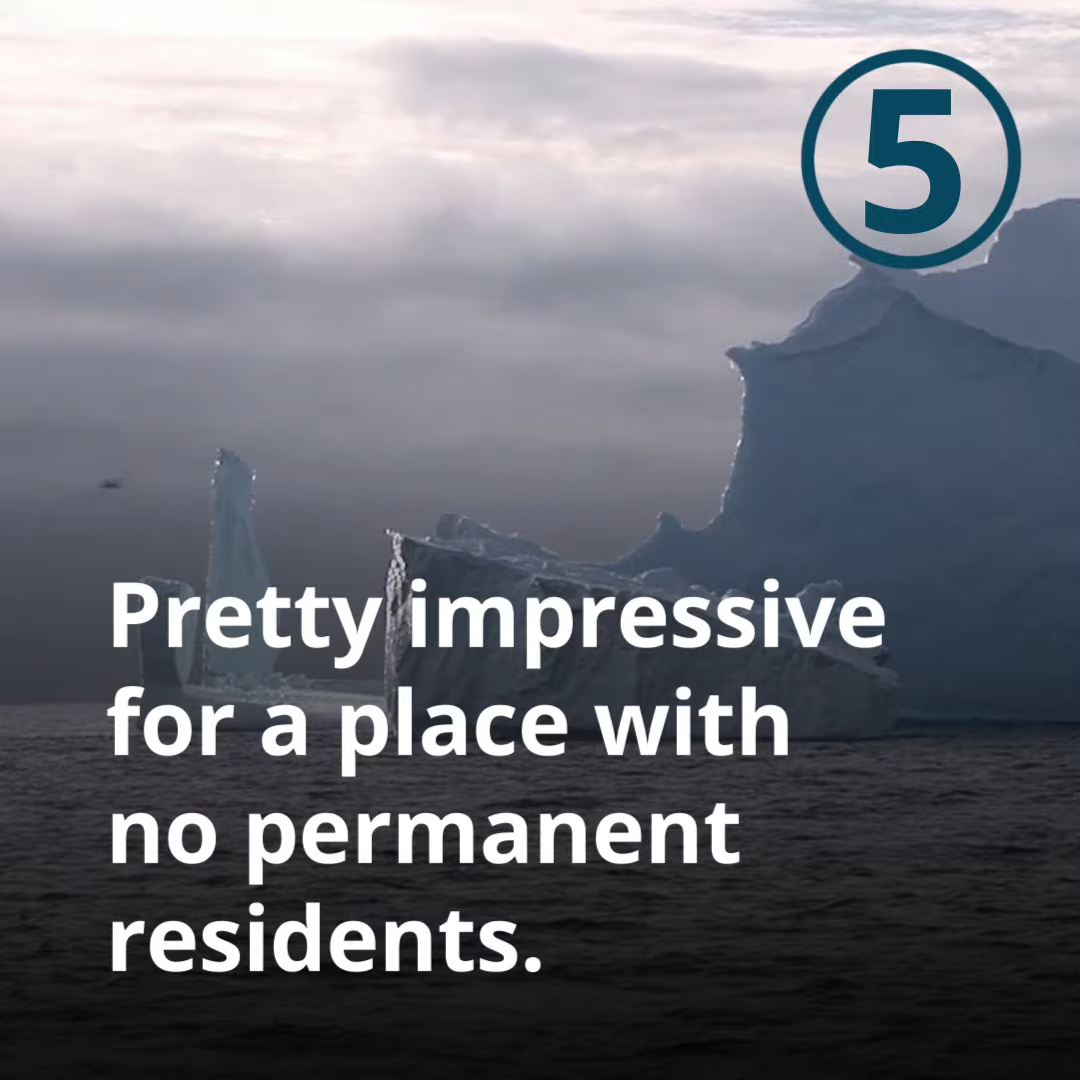 5
Pretty impressive
for a place with
no permanent
residents.